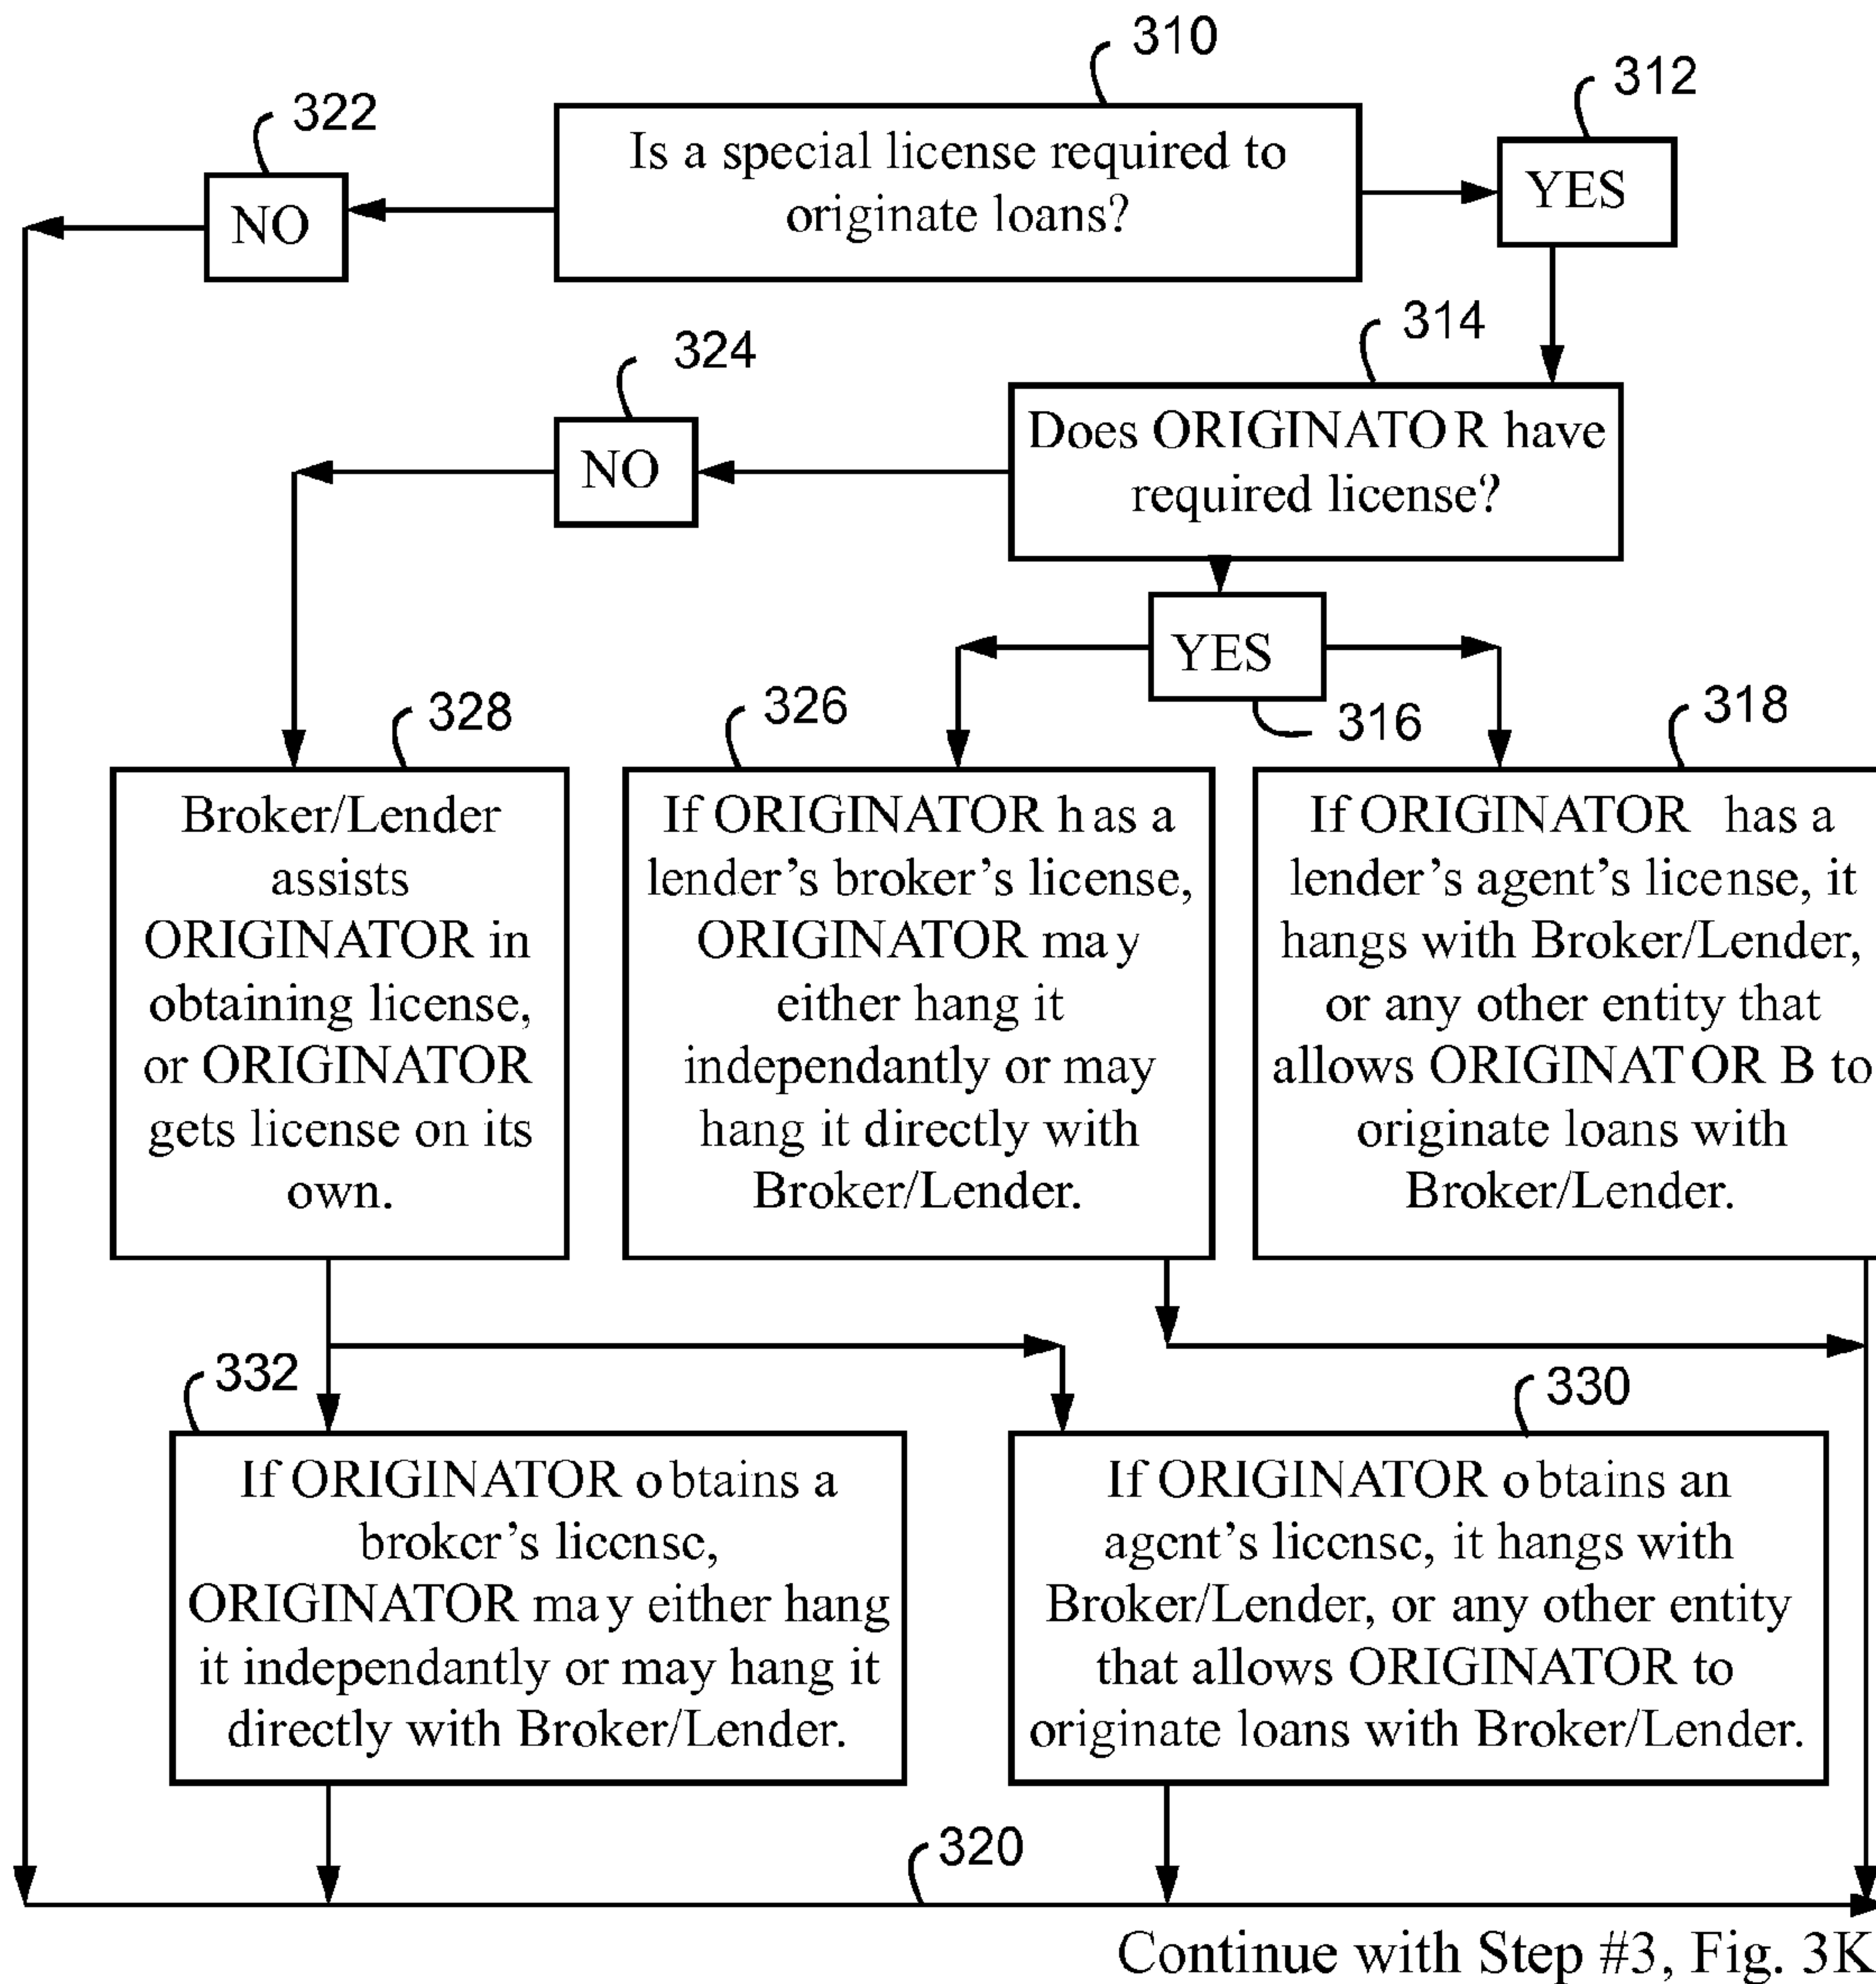 310
312
322
Is a special license required to
originate loans?
YES
NO
314
324
Does ORIGINATOR have
required license?
NO
YES
316
328
326
318
Broker/Lender
assists
ORIGINATOR in
obtaining license,
or ORIGINATOR
gets license on its
own.
If ORIGINATOR has a
lender’s broker’s license,
ORIGINATOR may
either hang it
independantly or may
hang it directly with
Broker/Lender.
If ORIGINATOR has a
lender’s agent’s license, it
hangs with Broker/Lender,
or any other entity that
allows ORIGINATOR B to
originate loans with
Broker/Lender.
332
330
If ORIGINATOR obtains a
broker’s license,
ORIGINATOR may either hang
it independantly or may hang it
directly with Broker/Lender.
If ORIGINATOR obtains an
agent’s license, it hangs with
Broker/Lender, or any other entity
that allows ORIGINATOR to
originate loans with Broker/Lender.
320
Continue with Step #3, Fig. 3K